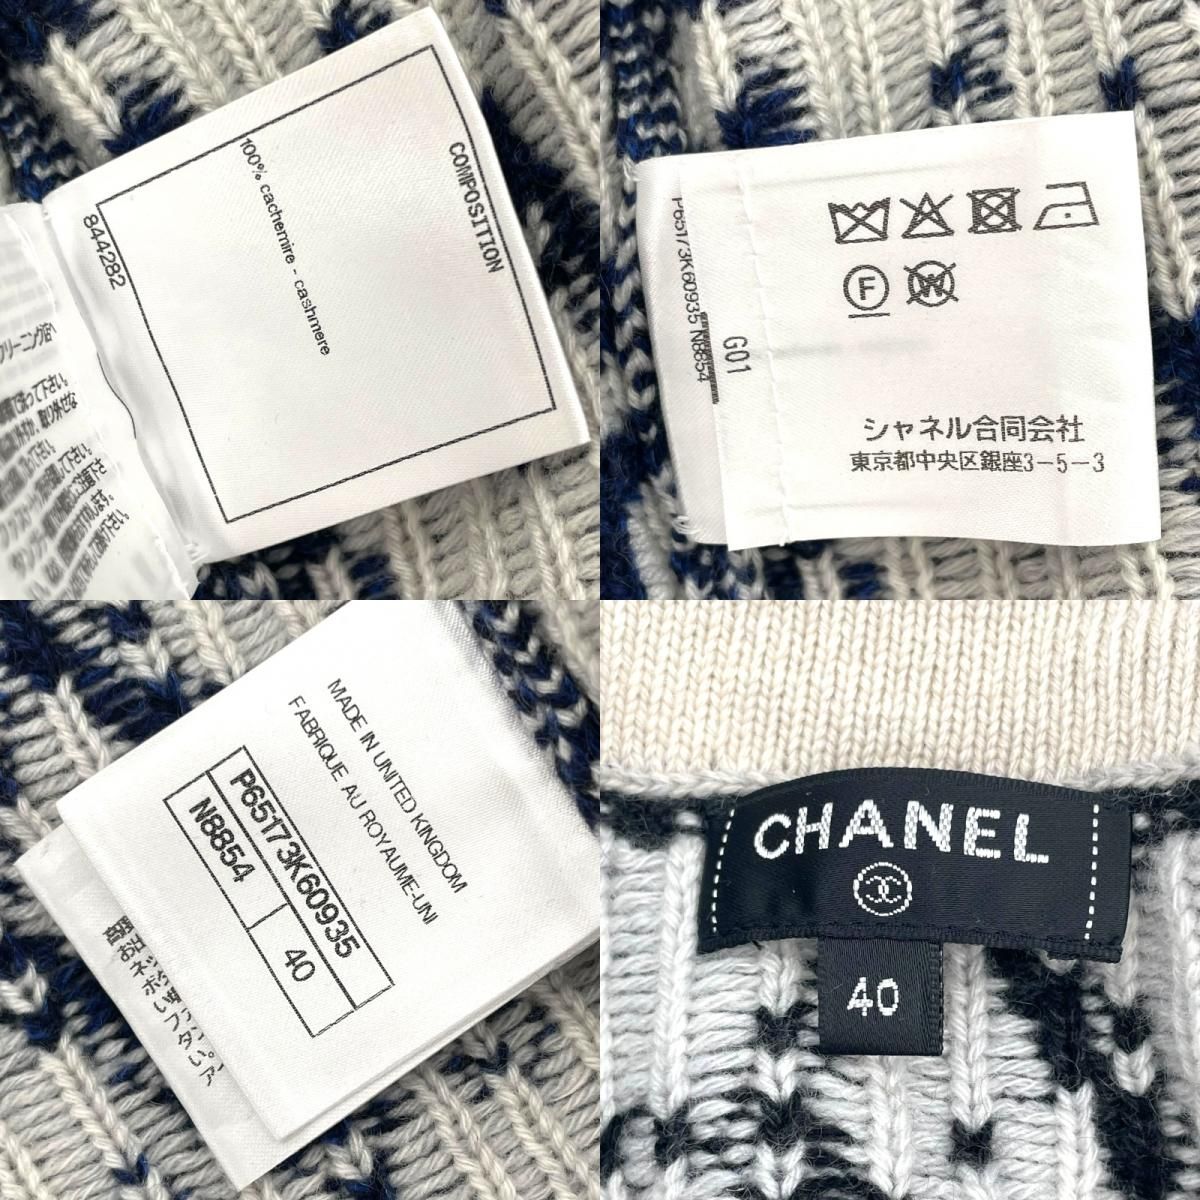 COMPOSITION
100% cachemire - cashmere
844282
P65173K60935 N8854
G01
F
W
シャネル合同会社
東京都中央区銀座3-5-3
MADE IN UNITED KINGDOM
FABRIQUE AU ROYAUME-UNI
P65173K60935
N8854 40
CHANEL
40